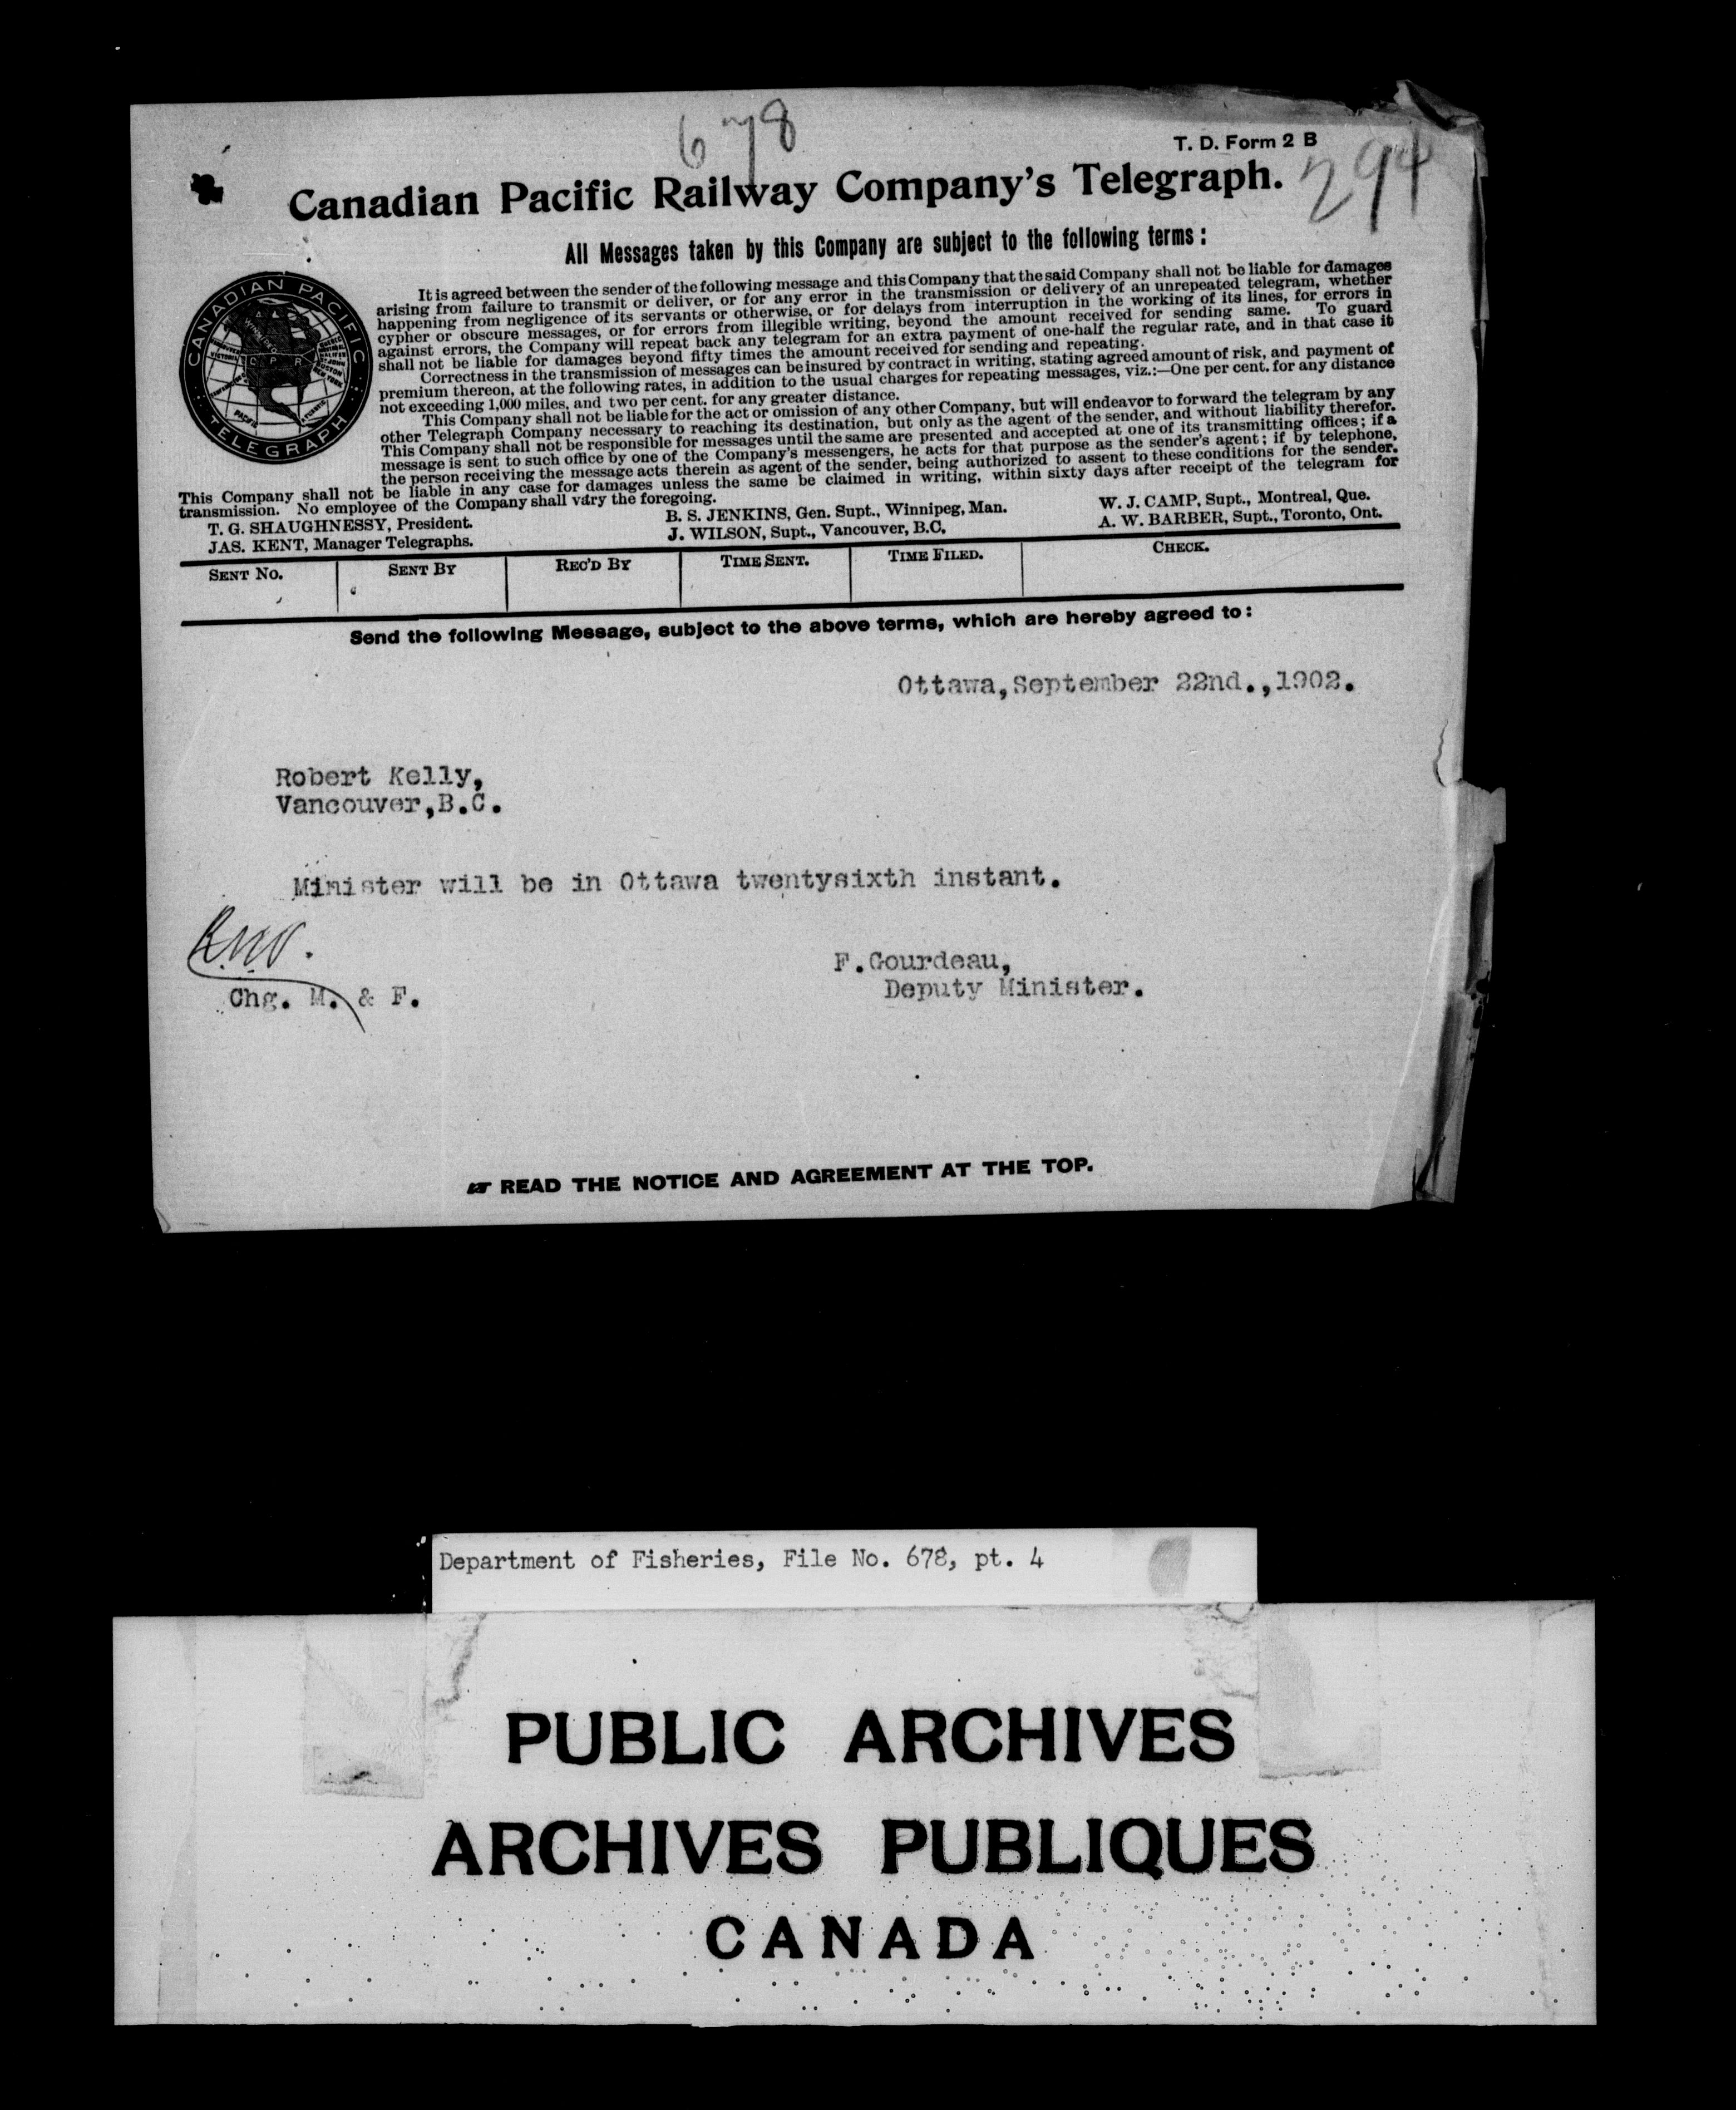 678
T. D. Form 2 B
294
Canadian Pacific Railway Company's Telegraph.
All Messages taken by this Company are subject to the following terms:
CANADIAN PACIFIC
TELEGRAPH
WINNIPEG
C P R
PACIFIC
ATLANTIC
BOSTON
NEW YORK
It is agreed between the sender of the following message and this Company that the said Company shall not be liable for damages
arising from failure to transmit or deliver, or for any error in the transmission or delivery of an unrepeated telegram, whether
happening from negligence of its servants or otherwise, or for delays from interruption in the working of its lines, for errors in
cypher or obscure messages, or for errors from illegible writing, beyond the amount received for sending same. To guard
against errors, the Company will repeat back any telegram for an extra payment of one-half the regular rate, and in that case it
shall not be liable for damages beyond fifty times the amount received for sending and repeating.
Correctness in the transmission of messages can be insured by contract in writing, stating agreed amount of risk, and payment of
premium thereon, at the following rates, in addition to the usual charges for repeating messages, viz.:—One per cent. for any distance
not exceeding 1,000 miles, and two per cent. for any greater distance.
This Company shall not be liable for the act or omission of any other Company, but will endeavor to forward the telegram by any
other Telegraph Company necessary to reaching its destination, but only as the agent of the sender, and without liability therefor.
This Company shall not be responsible for messages until the same are presented and accepted at one of its transmitting offices; if a
message is sent to such office by one of the Company's messengers, he acts for that purpose as the sender's agent; if by telephone,
the person receiving the message acts therein as agent of the sender, being authorized to assent to these conditions for the sender.
This Company shall not be liable in any case for damages unless the same be claimed in writing, within sixty days after receipt of the telegram for
transmission. No employee of the Company shall vary the foregoing.
T. G. SHAUGHNESSY, President. B. S. JENKINS, Gen. Supt., Winnipeg, Man. W. J. CAMP, Supt., Montreal, Que.
JAS. KENT, Manager Telegraphs. J. WILSON, Supt., Vancouver, B.C. A. W. BARBER, Supt., Toronto, Ont.
SENT NO. SENT BY REC'D BY TIME SENT. TIME FILED. CHECK.
Send the following Message, subject to the above terms, which are hereby agreed to:
Ottawa,September 22nd.,1902.
Robert Kelly,
Vancouver,B.C.
Minister will be in Ottawa twentysixth instant.
F.Gourdeau,
Deputy Minister.
Chg. M. & F.
☞ READ THE NOTICE AND AGREEMENT AT THE TOP.
Department of Fisheries, File No. 678, pt. 4
PUBLIC ARCHIVES
ARCHIVES PUBLIQUES
CANADA